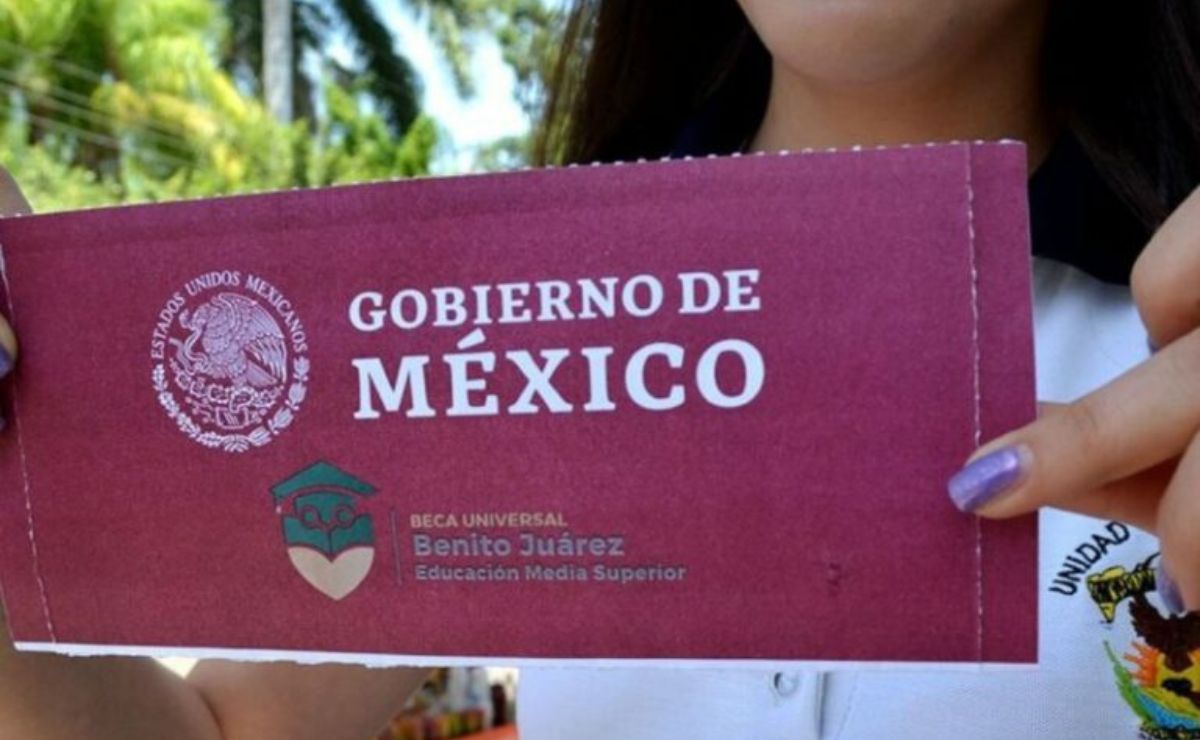 ESTADOS UNIDOS MEXICANOS
GOBIERNO DE
MÉXICO
BECA UNIVERSAL
Benito Juárez
Educación Media Superior
UNIDAD